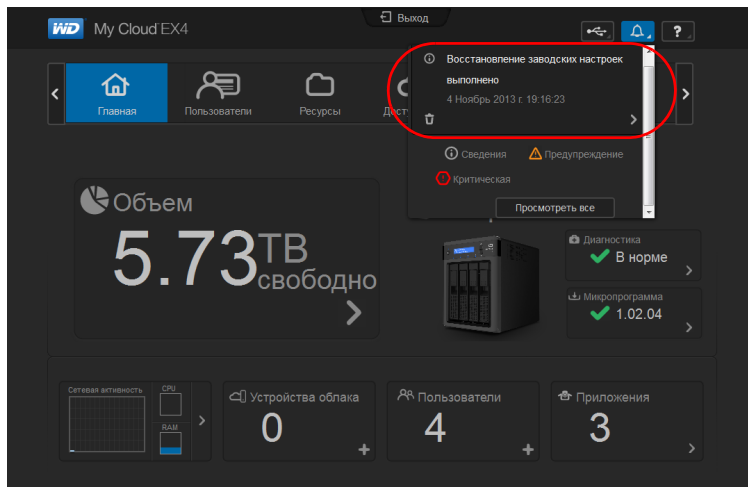 WD My Cloud EX4
Выход
?
Восстановление заводских настроек
выполнено
4 Ноябрь 2013 г. 19:16:23
Главная
Пользователи
Ресурсы
Сведения
Предупреждение
Критическая
Просмотреть все
Объем
5.73 TB
свободно
Диагностика
В норме
Микропрограмма
1.02.04
Сетевая активность
CPU
RAM
Устройства облака
0
Пользователи
4
Приложения
3